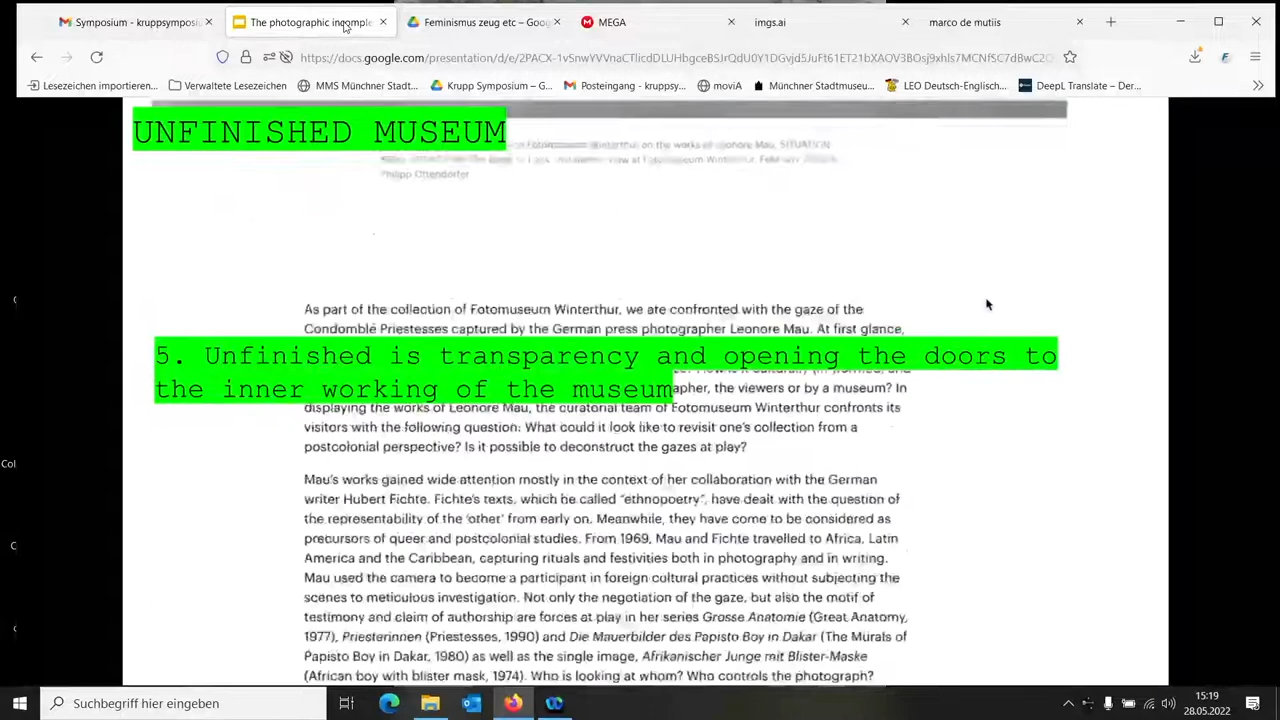 Symposium - kruppsymposi
The photographic incomple
Feminismus zeug etc – Goo
MEGA
imgs.ai
marco de mutiis
Lesezeichen importieren...
Verwaltete Lesezeichen
MMS Münchner Stadt...
Krupp Symposium – G...
Posteingang - kruppsy...
moviA
Münchner Stadtmuseu...
LEO Deutsch-Englisch...
DeepL Translate – Der...
UNFINISHED MUSEUM
Fotomuseum Winterthur on the works of Leonore Mau, SITUATION
Philipp Ottendörfer
As part of the collection of Fotomuseum Winterthur, we are confronted with the gaze of the
Condomblé Priestesses captured by the German press photographer Leonore Mau. At first glance,
5. Unfinished is transparency and opening the doors to
the inner working of the museum
apher, the viewers or by a museum? In
displaying the works of Leonore Mau, the curatorial team of Fotomuseum Winterthur confronts its
visitors with the following question: What could it look like to revisit one's collection from a
postcolonial perspective? Is it possible to deconstruct the gazes at play?
Mau's works gained wide attention mostly in the context of her collaboration with the German
writer Hubert Fichte. Fichte's texts, which he called "ethnopoetry", have dealt with the question of
the representability of the 'other' from early on. Meanwhile, they have come to be considered as
precursors of queer and postcolonial studies. From 1969, Mau and Fichte travelled to Africa, Latin
America and the Caribbean, capturing rituals and festivities both in photography and in writing.
Mau used the camera to become a participant in foreign cultural practices without subjecting the
scenes to meticulous investigation. Not only the negotiation of the gaze, but also the motif of
testimony and claim of authorship are forces at play in her series Grosse Anatomie (Great Anatomy,
1977), Priesterinnen (Priestesses, 1990) and Die Mauerbilder des Papisto Boy in Dakar (The Murals of
Papisto Boy in Dakar, 1980) as well as the single image, Afrikanischer Junge mit Blister-Maske
(African boy with blister mask, 1974). Who is looking at whom? Who controls the photograph?
Col
Suchbegriff hier eingeben
15:19
28.05.2022